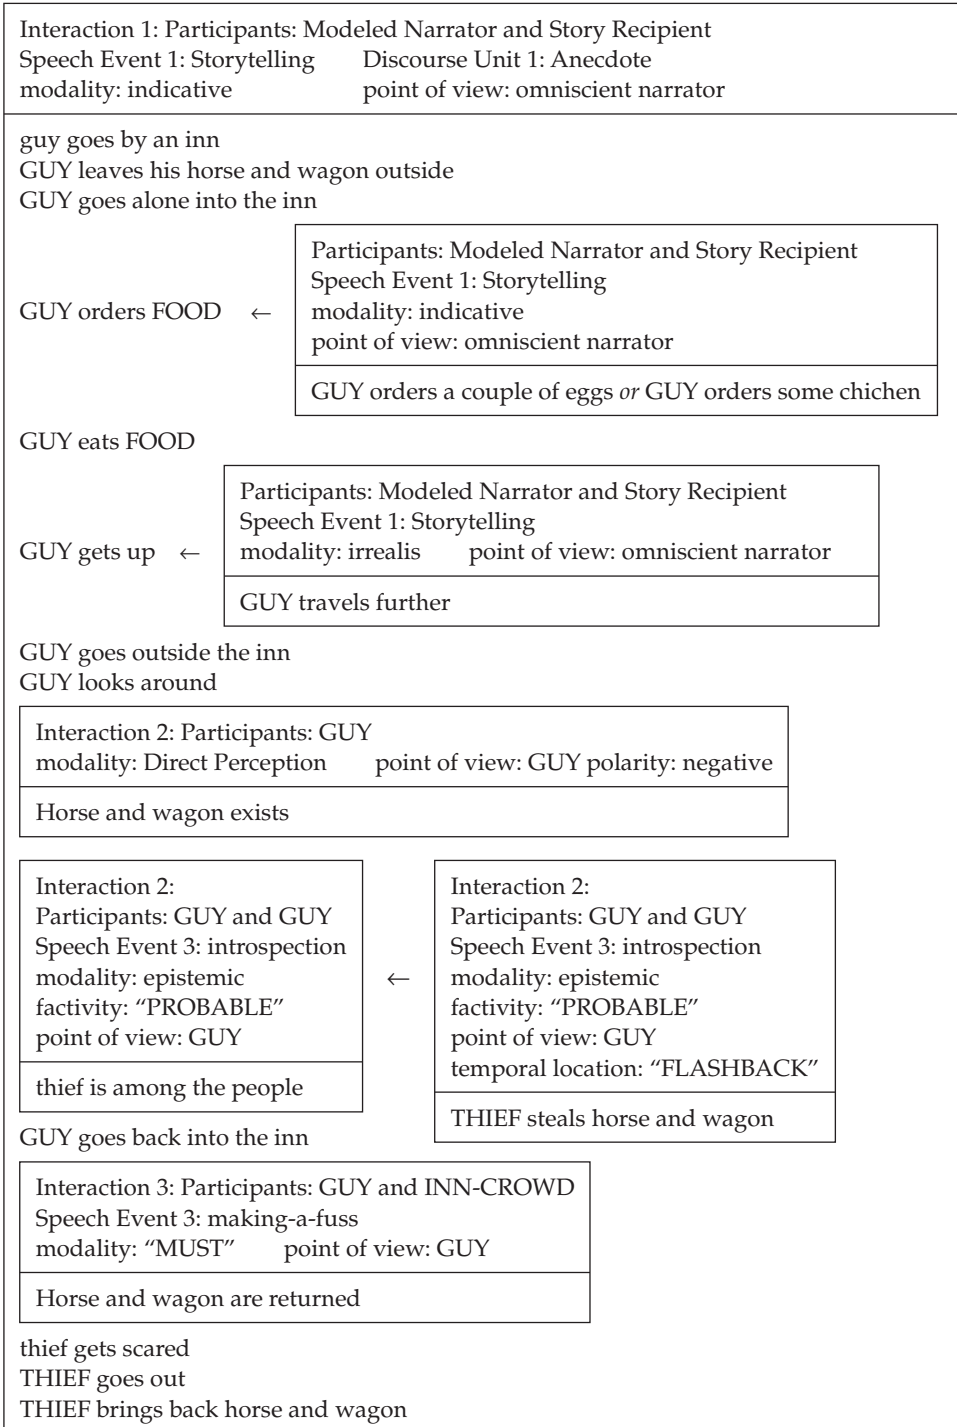 Interaction 1: Participants: Modeled Narrator and Story Recipient
Speech Event 1: Storytelling Discourse Unit 1: Anecdote
modality: indicative point of view: omniscient narrator
guy goes by an inn
GUY leaves his horse and wagon outside
GUY goes alone into the inn
GUY orders FOOD ←
Participants: Modeled Narrator and Story Recipient
Speech Event 1: Storytelling
modality: indicative
point of view: omniscient narrator
GUY orders a couple of eggs or GUY orders some chichen
GUY eats FOOD
GUY gets up ←
Participants: Modeled Narrator and Story Recipient
Speech Event 1: Storytelling
modality: irrealis point of view: omniscient narrator
GUY travels further
GUY goes outside the inn
GUY looks around
Interaction 2: Participants: GUY
modality: Direct Perception point of view: GUY polarity: negative
Horse and wagon exists
Interaction 2:
Participants: GUY and GUY
Speech Event 3: introspection
modality: epistemic
factivity: “PROBABLE”
point of view: GUY
thief is among the people
←
Interaction 2:
Participants: GUY and GUY
Speech Event 3: introspection
modality: epistemic
factivity: “PROBABLE”
point of view: GUY
temporal location: “FLASHBACK”
THIEF steals horse and wagon
GUY goes back into the inn
Interaction 3: Participants: GUY and INN-CROWD
Speech Event 3: making-a-fuss
modality: “MUST” point of view: GUY
Horse and wagon are returned
thief gets scared
THIEF goes out
THIEF brings back horse and wagon